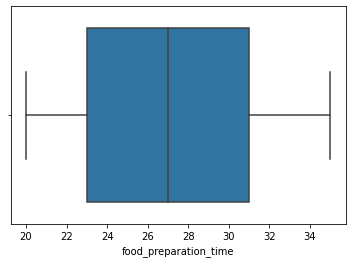 20 22 24 26 28 30 32 34
food_preparation_time